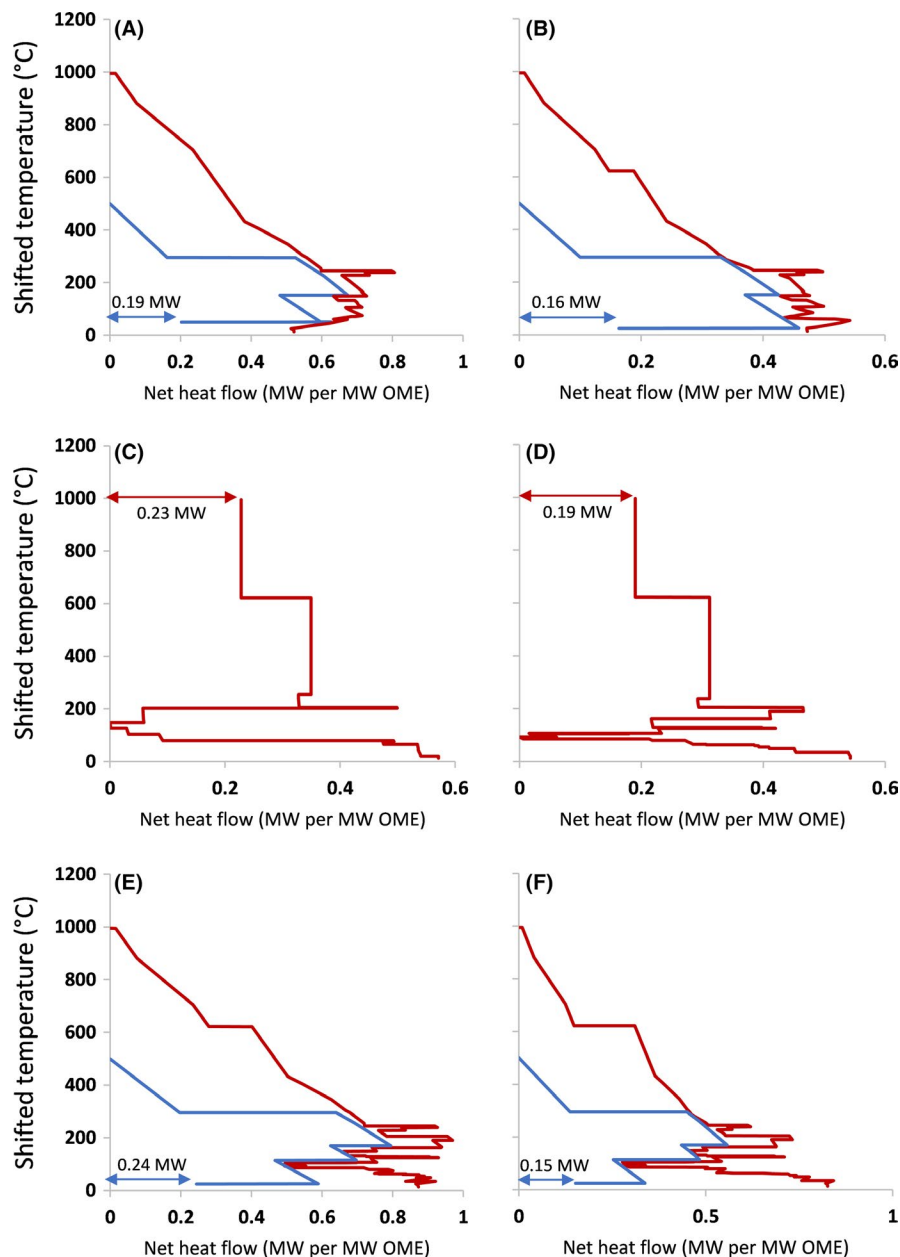 (A)
Shifted temperature (°C)
1200
1000
800
600
400
200
0
0.19 MW
0 0.2 0.4 0.6 0.8 1
Net heat flow (MW per MW OME)
(B)
0.16 MW
0 0.2 0.4 0.6
Net heat flow (MW per MW OME)
(C)
Shifted temperature (°C)
1200
1000
800
600
400
200
0
0.23 MW
0 0.2 0.4 0.6
Net heat flow (MW per MW OME)
(D)
0.19 MW
0 0.2 0.4 0.6
Net heat flow (MW per MW OME)
(E)
Shifted temperature (°C)
1200
1000
800
600
400
200
0
0.24 MW
0 0.2 0.4 0.6 0.8 1
Net heat flow (MW per MW OME)
(F)
0.15 MW
0 0.5 1
Net heat flow (MW per MW OME)